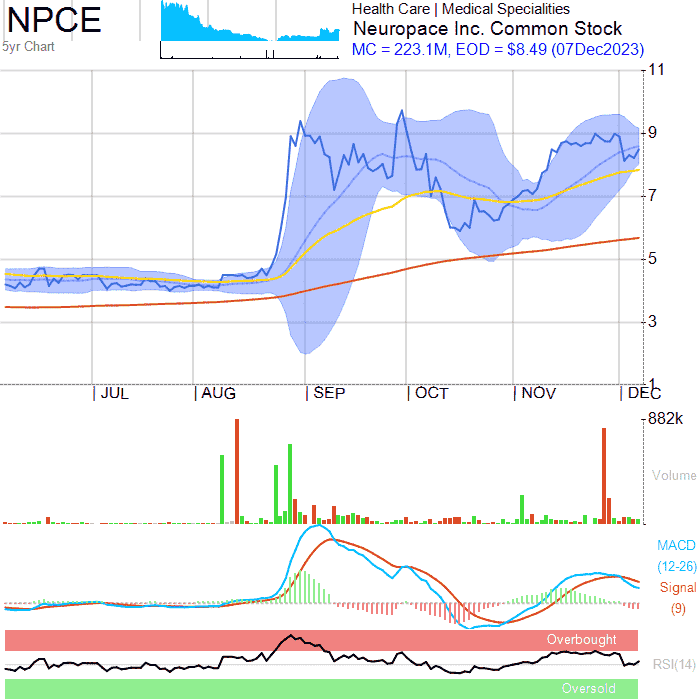 NPCE
5yr Chart
Health Care | Medical Specialities
Neuropace Inc. Common Stock
MC = 223.1M, EOD = $8.49 (07Dec2023)
11
9
7
5
3
1
JUL
AUG
SEP
OCT
NOV
DEC
882k
Volume
MACD
(12-26)
Signal
(9)
Overbought
RSI(14)
Oversold